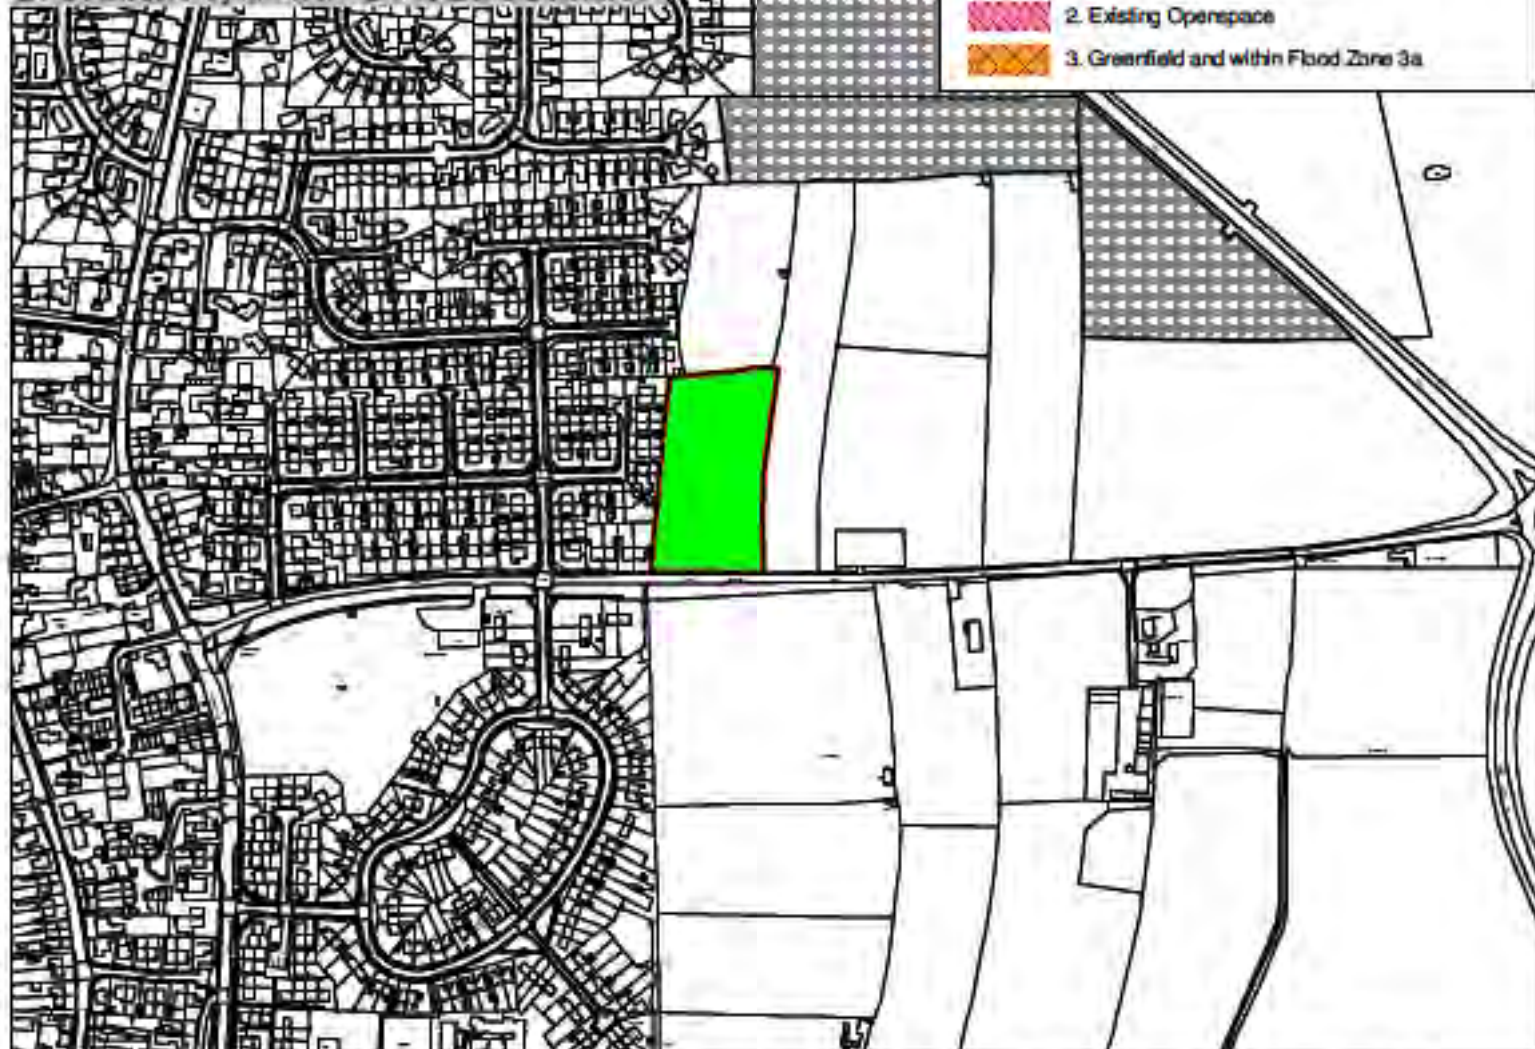 2. Existing Openspace
3. Greenfield and within Flood Zone 3a